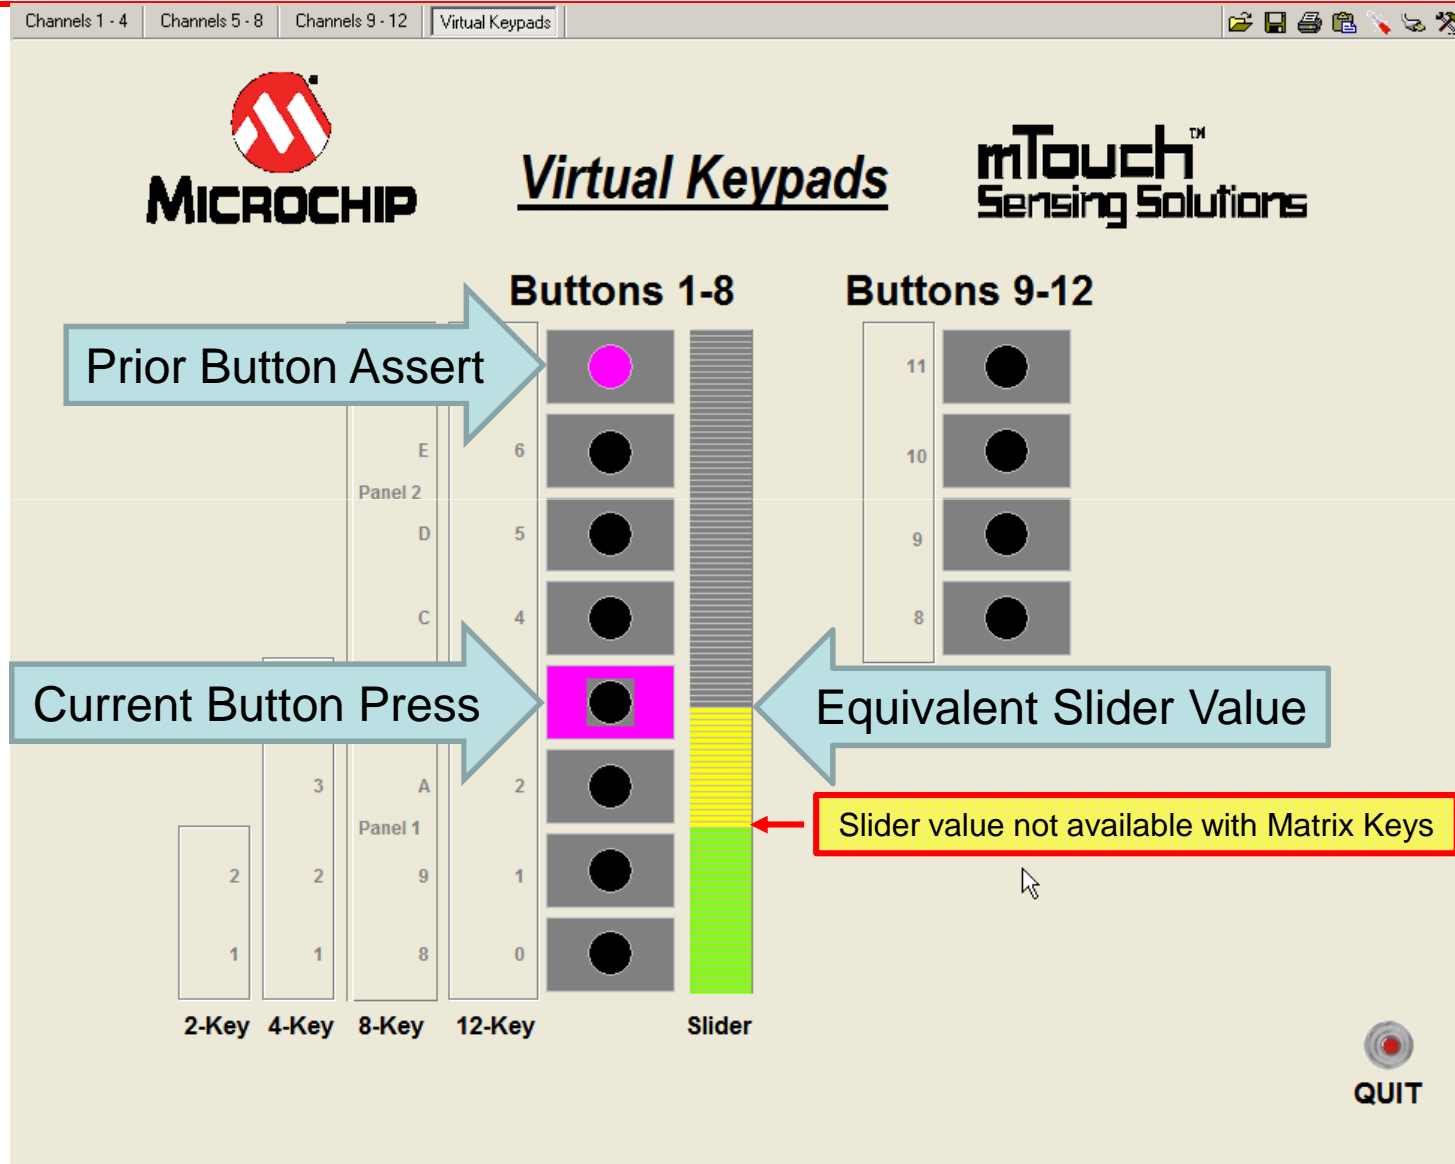 Channels 1 - 4 Channels 5 - 8 Channels 9 - 12 Virtual Keypads
MICROCHIP
Virtual Keypads
mTouch™
Sensing Solutions
Buttons 1-8 Buttons 9-12
Prior Button Assert
11
E 6
10
Panel 2
D 5
9
C 4
8
Current Button Press
Equivalent Slider Value
3 A 2
Slider value not available with Matrix Keys
Panel 1
2 2 9 1
1 1 8 0
2-Key 4-Key 8-Key 12-Key Slider
QUIT